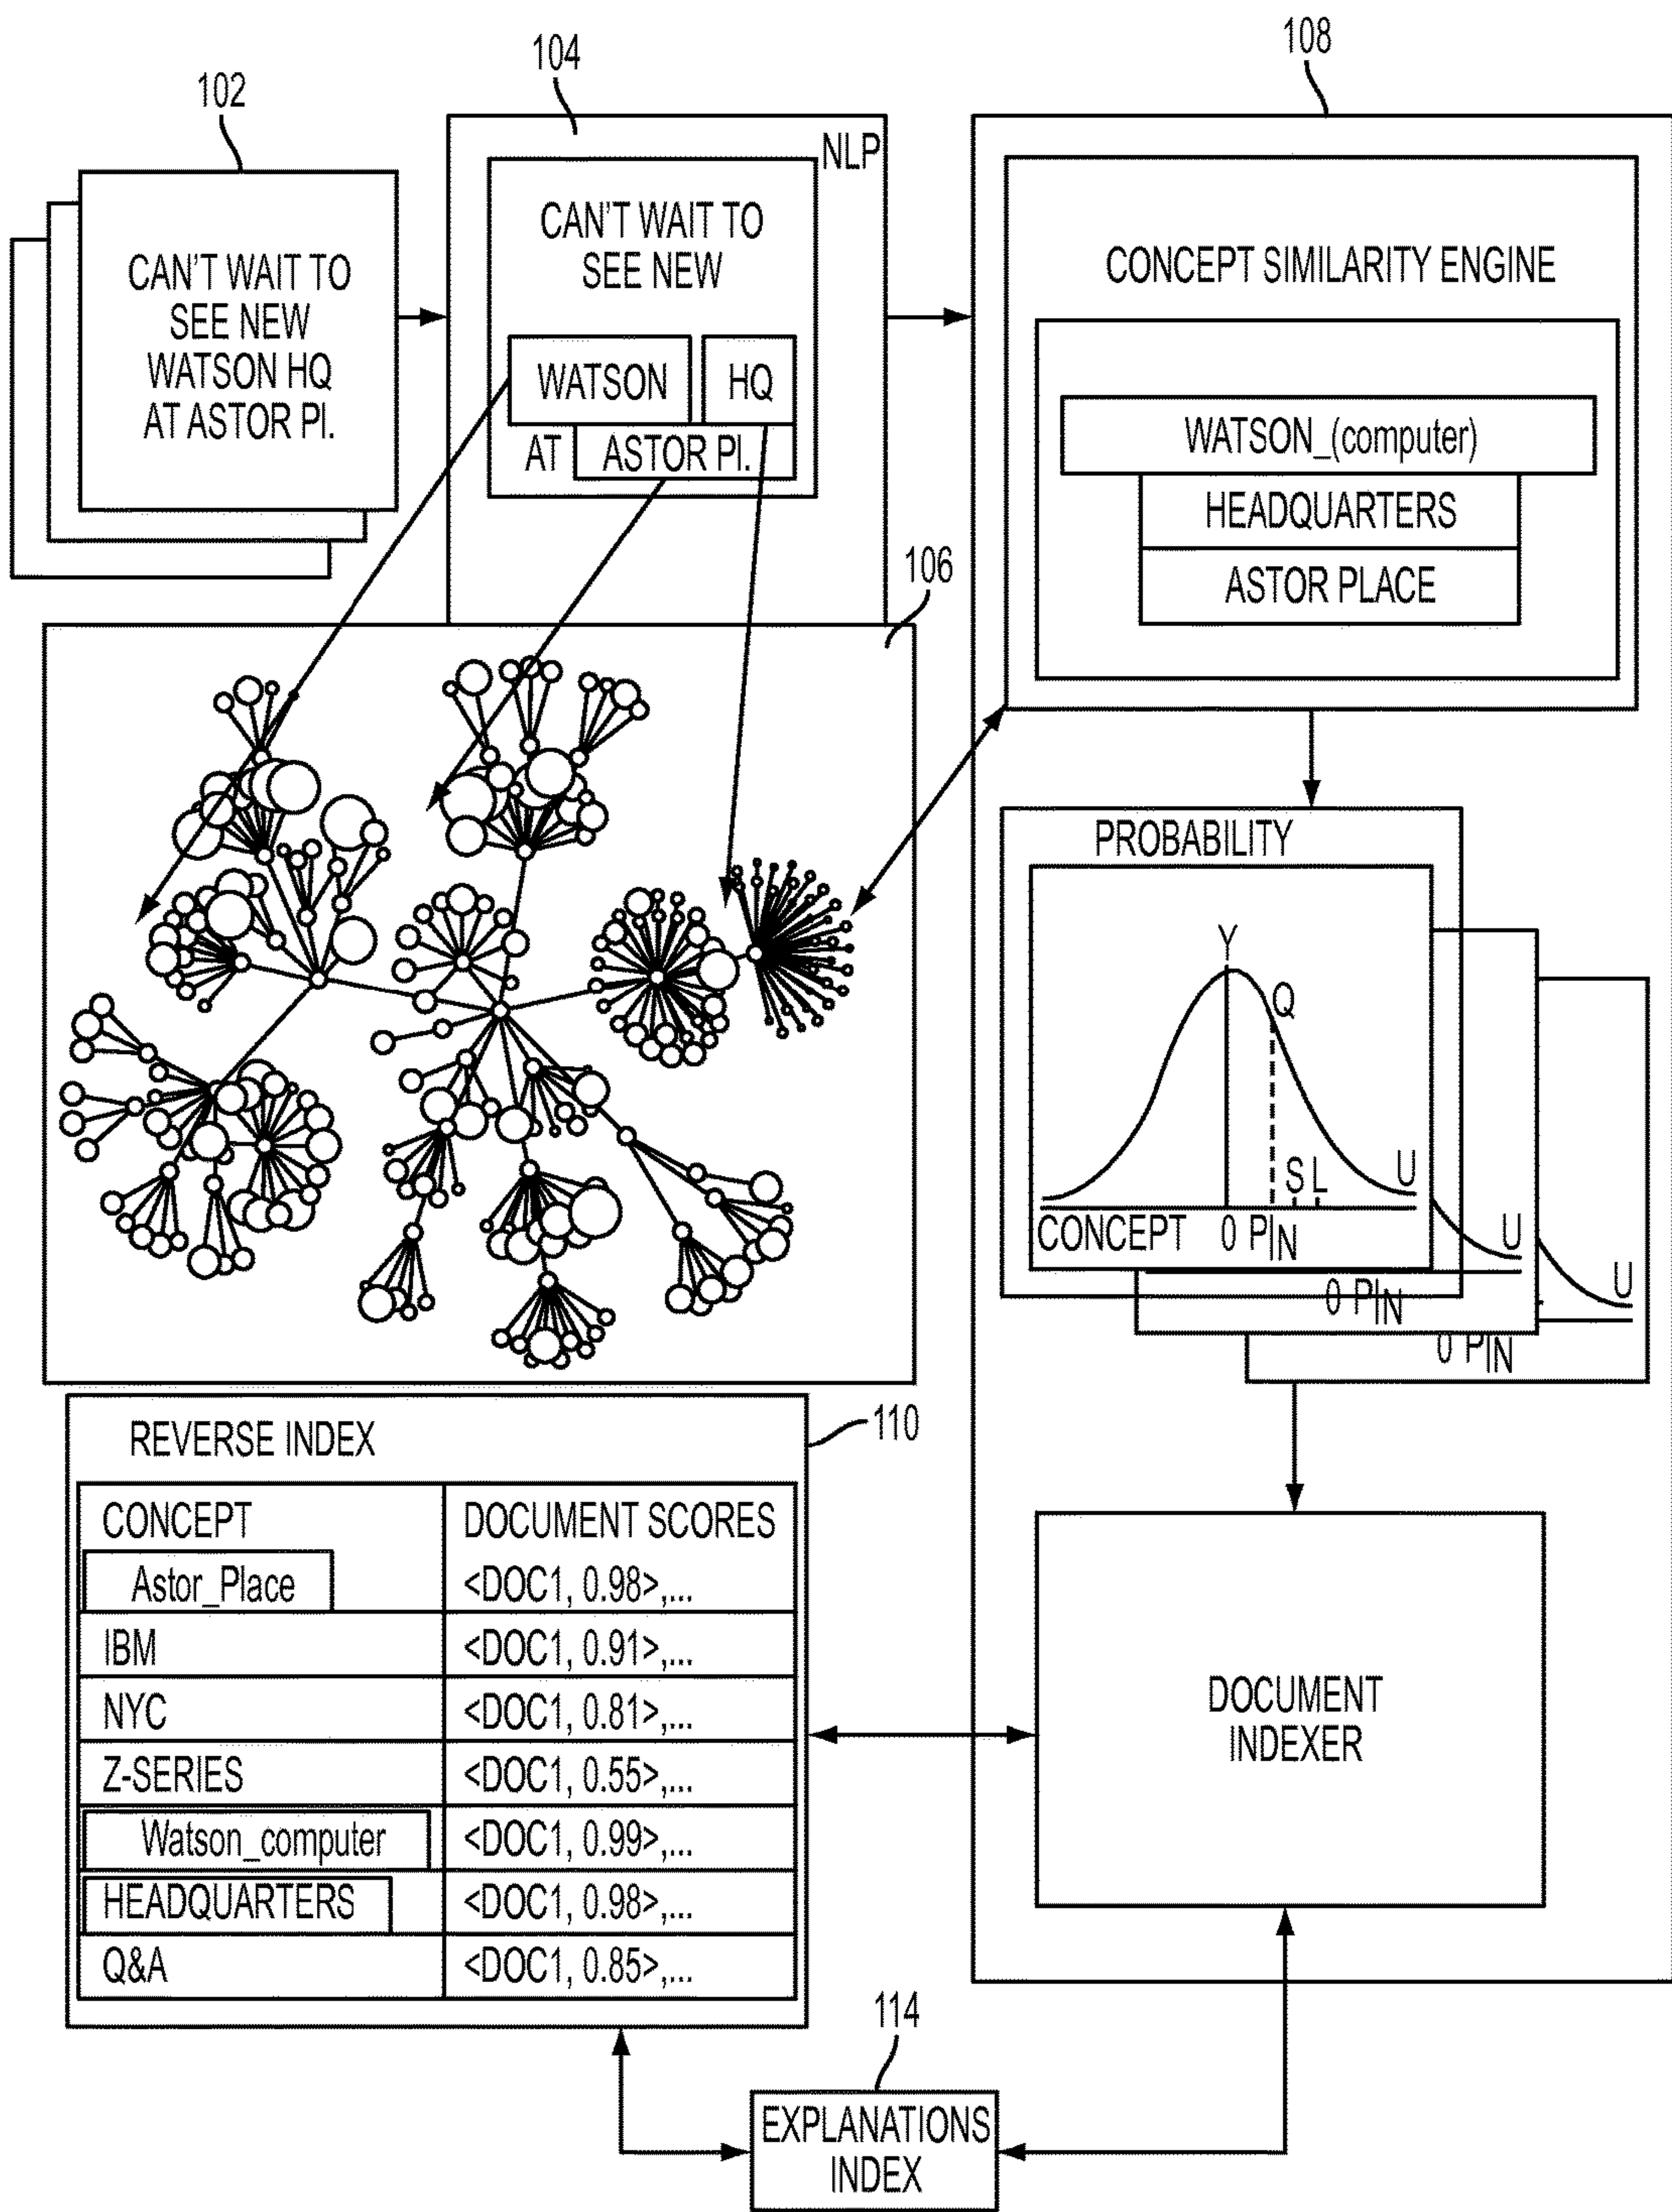 102
CAN'T WAIT TO
SEE NEW
WATSON HQ
AT ASTOR Pl.
104
NLP
CAN'T WAIT TO
SEE NEW
WATSON
HQ
AT
ASTOR Pl.
108
CONCEPT SIMILARITY ENGINE
WATSON_(computer)
HEADQUARTERS
ASTOR PLACE
106
PROBABILITY
Y
Q
S L
U
CONCEPT
0 PIN
U
0 PIN
U
0 PIN
110
REVERSE INDEX
CONCEPT
DOCUMENT SCORES
Astor_Place
<DOC1, 0.98>,...
IBM
<DOC1, 0.91>,...
NYC
<DOC1, 0.81>,...
Z-SERIES
<DOC1, 0.55>,...
Watson_computer
<DOC1, 0.99>,...
HEADQUARTERS
<DOC1, 0.98>,...
Q&A
<DOC1, 0.85>,...
DOCUMENT
INDEXER
114
EXPLANATIONS
INDEX